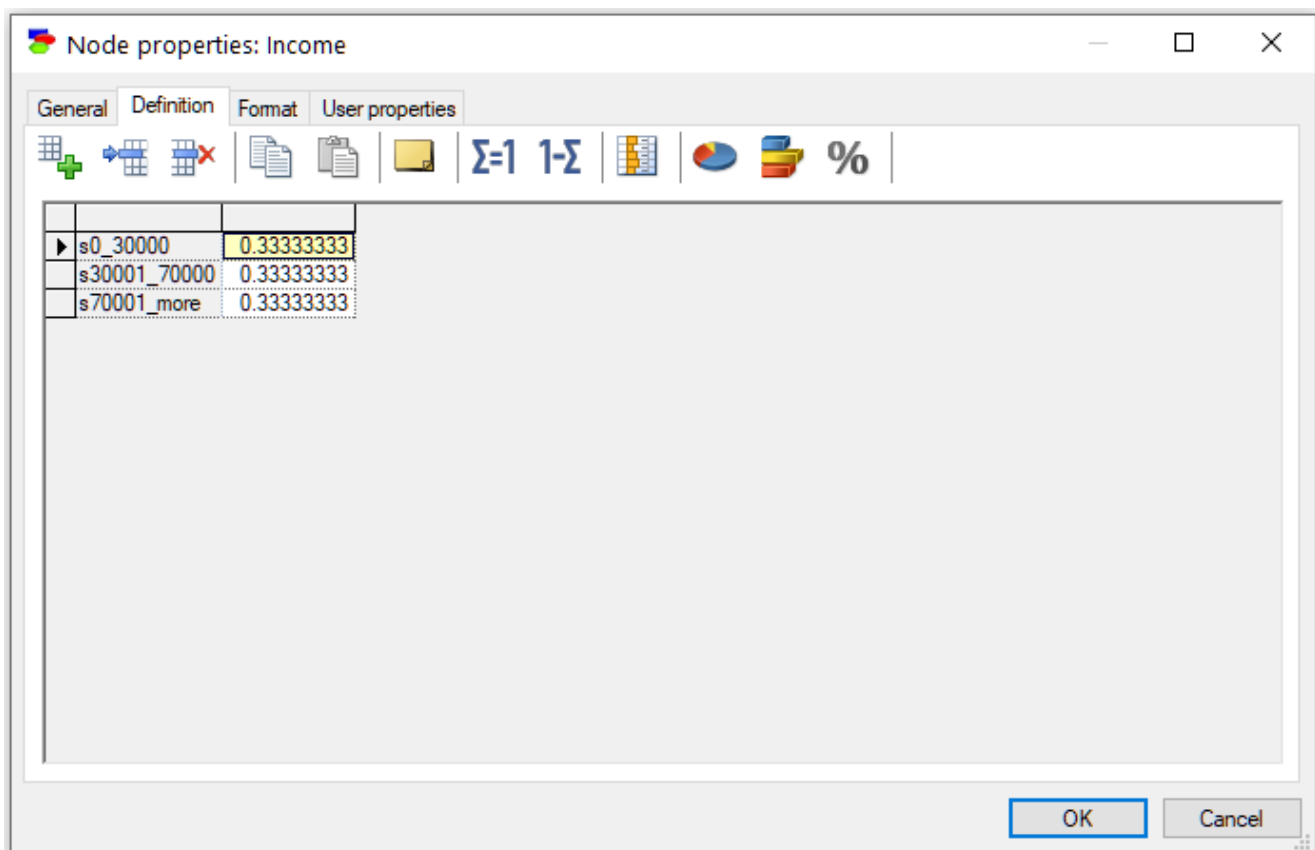 Node properties: Income
General Definition Format User properties
Σ=1 1-Σ %
s0_30000 0.33333333
s30001_70000 0.33333333
s70001_more 0.33333333
OK Cancel